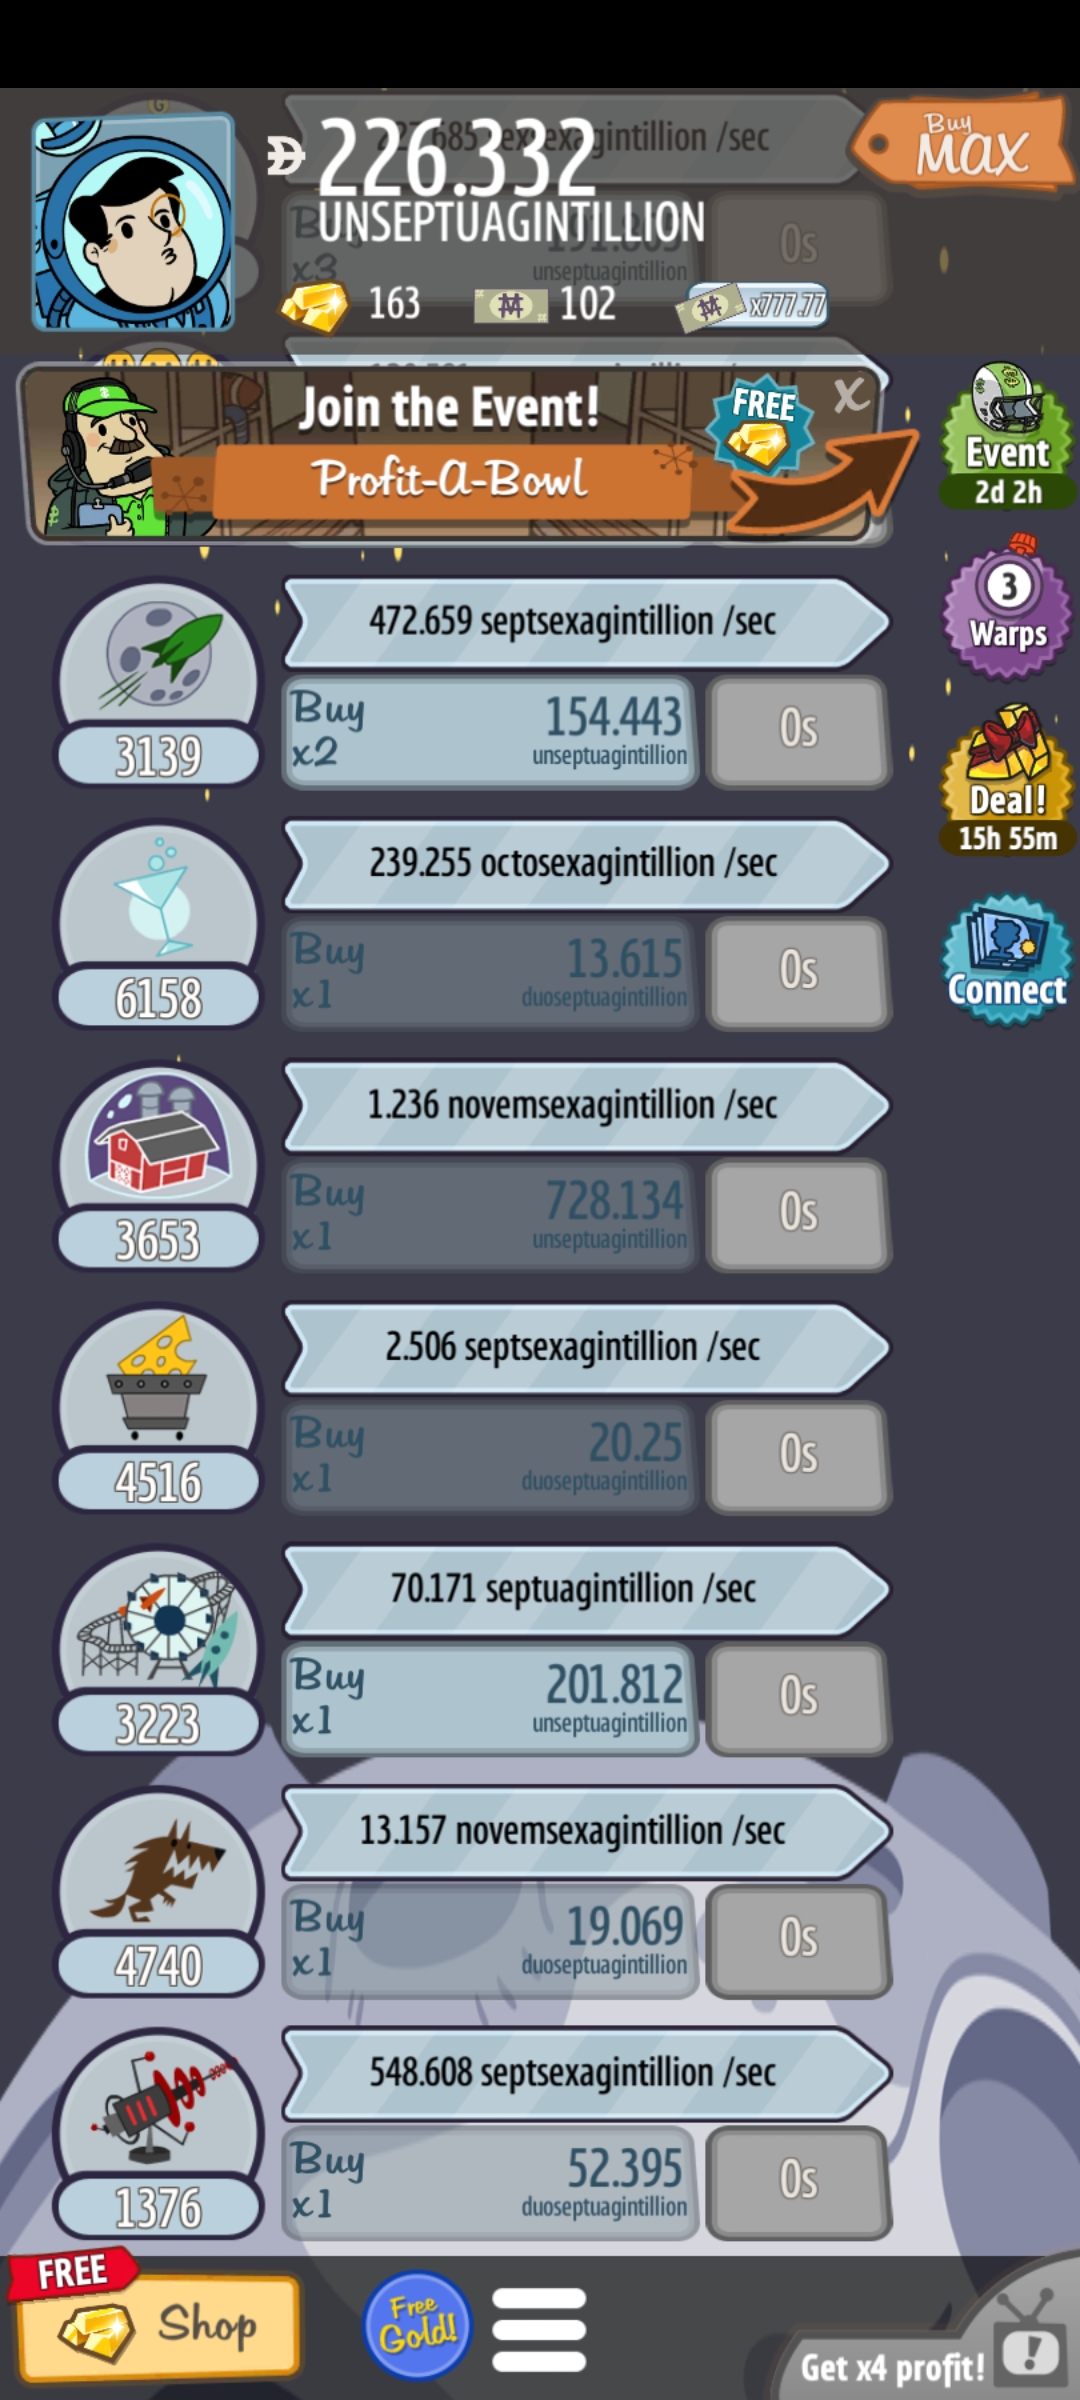 /sec
Buy
MAX
226.332
UNSEPTUAGINTILLION
Buy
x3
unseptuagintillion
0s
163
102
x777.77
Join the Event!
FREE
X
Profit-A-Bowl
Event
2d 2h
3
Warps
Deal!
15h 55m
Connect
472.659 septsexagintillion /sec
3139
Buy
x2
154.443
unseptuagintillion
0s
239.255 octosexagintillion /sec
6158
Buy
x1
13.615
duoseptuagintillion
0s
1.236 novemsexagintillion /sec
3653
Buy
x1
728.134
unseptuagintillion
0s
2.506 septsexagintillion /sec
4516
Buy
x1
20.25
duoseptuagintillion
0s
70.171 septuagintillion /sec
3223
Buy
x1
201.812
unseptuagintillion
0s
13.157 novemsexagintillion /sec
4740
Buy
x1
19.069
duoseptuagintillion
0s
548.608 septsexagintillion /sec
1376
Buy
x1
52.395
duoseptuagintillion
0s
FREE
Shop
Free
Gold!
Get x4 profit!
!